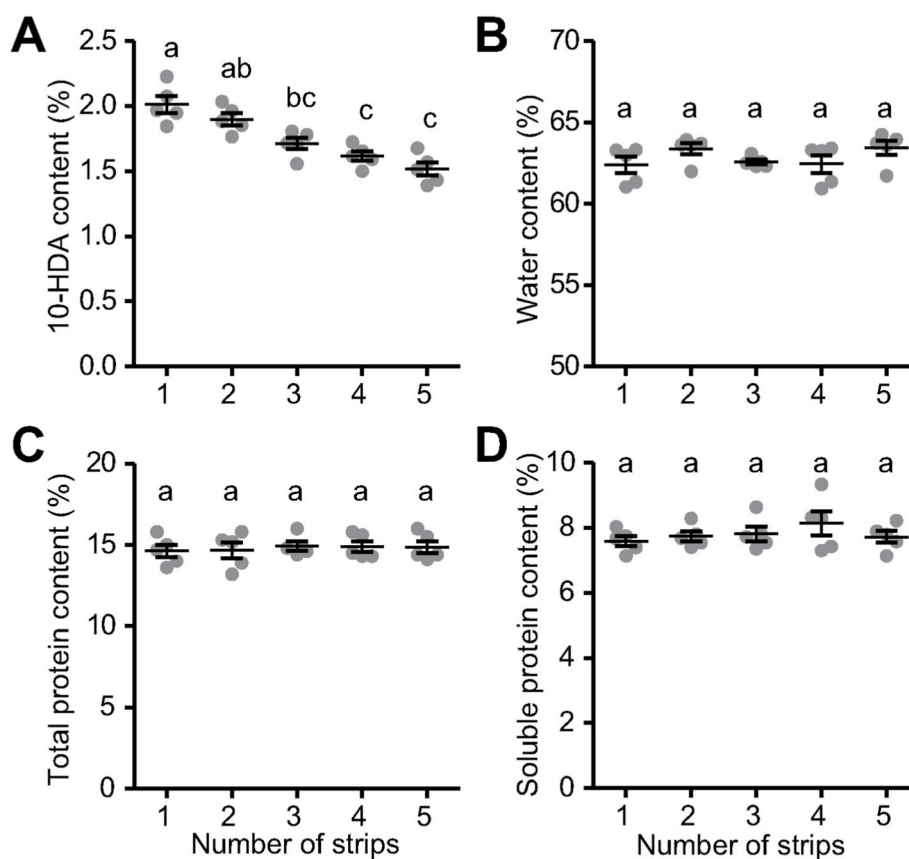 A
10-HDA content (%)
2.5
2.0
1.5
1.0
0.5
0.0
a
ab
bc
c
c
1 2 3 4 5
B
Water content (%)
70
65
60
55
50
a a a a a
1 2 3 4 5
C
Total protein content (%)
20
15
10
5
0
a a a a a
1 2 3 4 5
Number of strips
D
Soluble protein content (%)
10
8
6
4
2
0
a a a a a
1 2 3 4 5
Number of strips